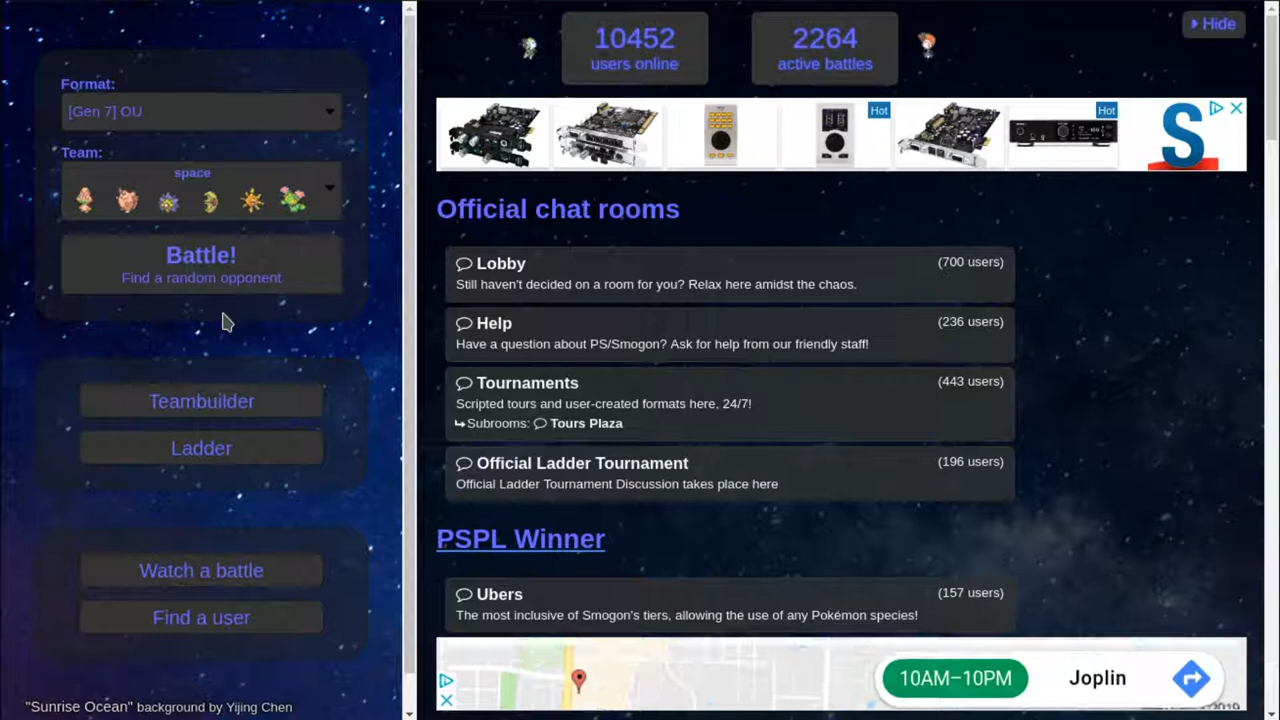 Format:
[Gen 7] OU
Team:
space
Battle!
Find a random opponent
Teambuilder
Ladder
Watch a battle
Find a user
"Sunrise Ocean" background by Yijing Chen
10452
users online
2264
active battles
Hide
Hot
Hot
S
Official chat rooms
Lobby (700 users)
Still haven't decided on a room for you? Relax here amidst the chaos.
Help (236 users)
Have a question about PS/Smogon? Ask for help from our friendly staff!
Tournaments (443 users)
Scripted tours and user-created formats here, 24/7!
Subrooms: Tours Plaza
Official Ladder Tournament (196 users)
Official Ladder Tournament Discussion takes place here
PSPL Winner
Ubers (157 users)
The most inclusive of Smogon's tiers, allowing the use of any Pokémon species!
10AM–10PM Joplin